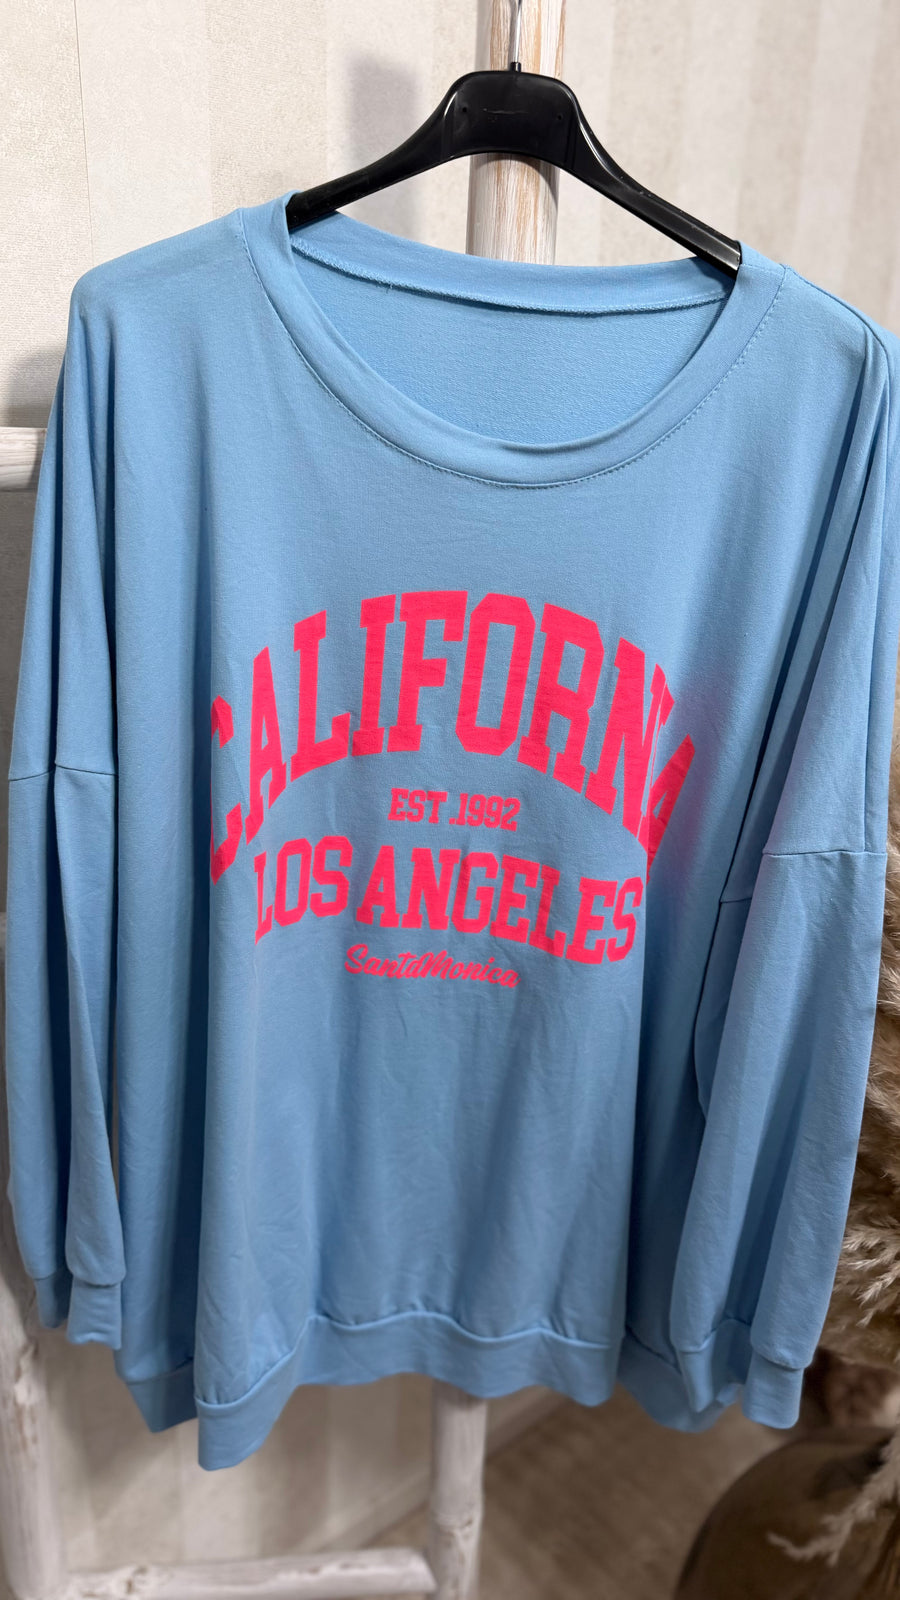 CALIFORNIA
EST.1992
LOS ANGELES
SantaMonica